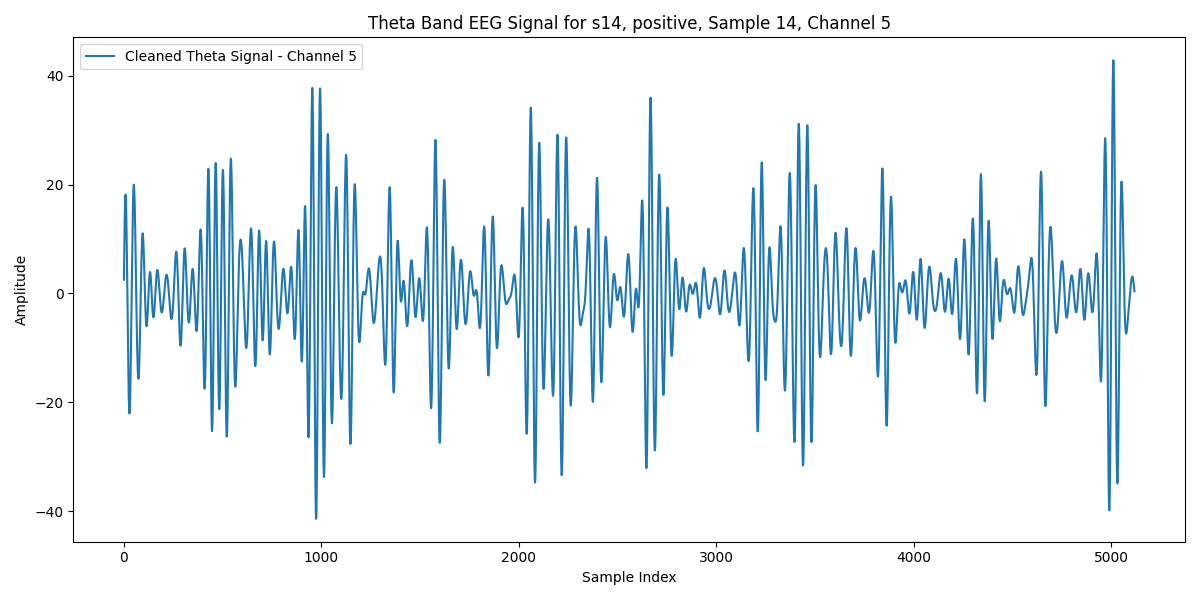 Theta Band EEG Signal for s14, positive, Sample 14, Channel 5
Cleaned Theta Signal - Channel 5
Amplitude
40
20
0
−20
−40
0 1000 2000 3000 4000 5000
Sample Index